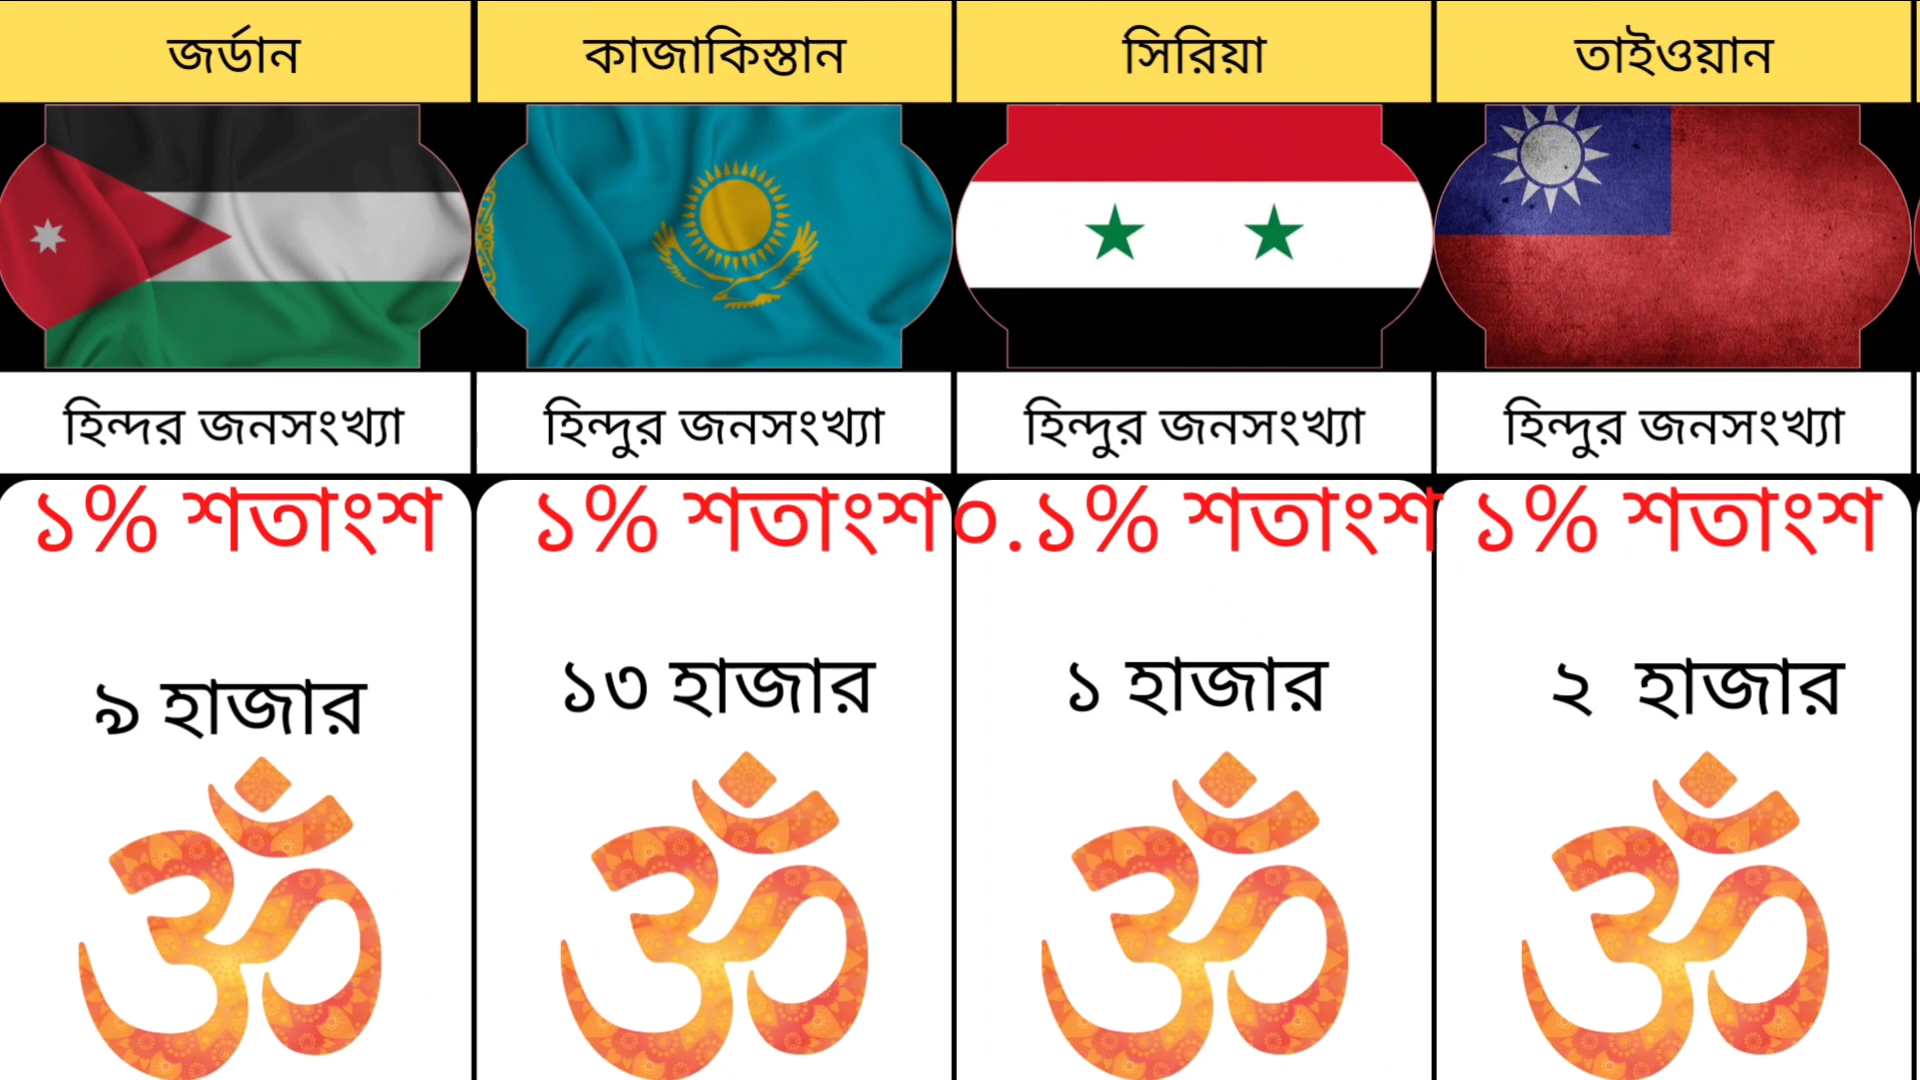 জর্ডান
কাজাকিস্তান
সিরিয়া
তাইওয়ান
হিন্দর জনসংখ্যা
হিন্দুর জনসংখ্যা
হিন্দুর জনসংখ্যা
হিন্দুর জনসংখ্যা
১% শতাংশ
১% শতাংশ
০.১% শতাংশ
১% শতাংশ
৯ হাজার
১৩ হাজার
১ হাজার
২ হাজার
ॐ
ॐ
ॐ
ॐ